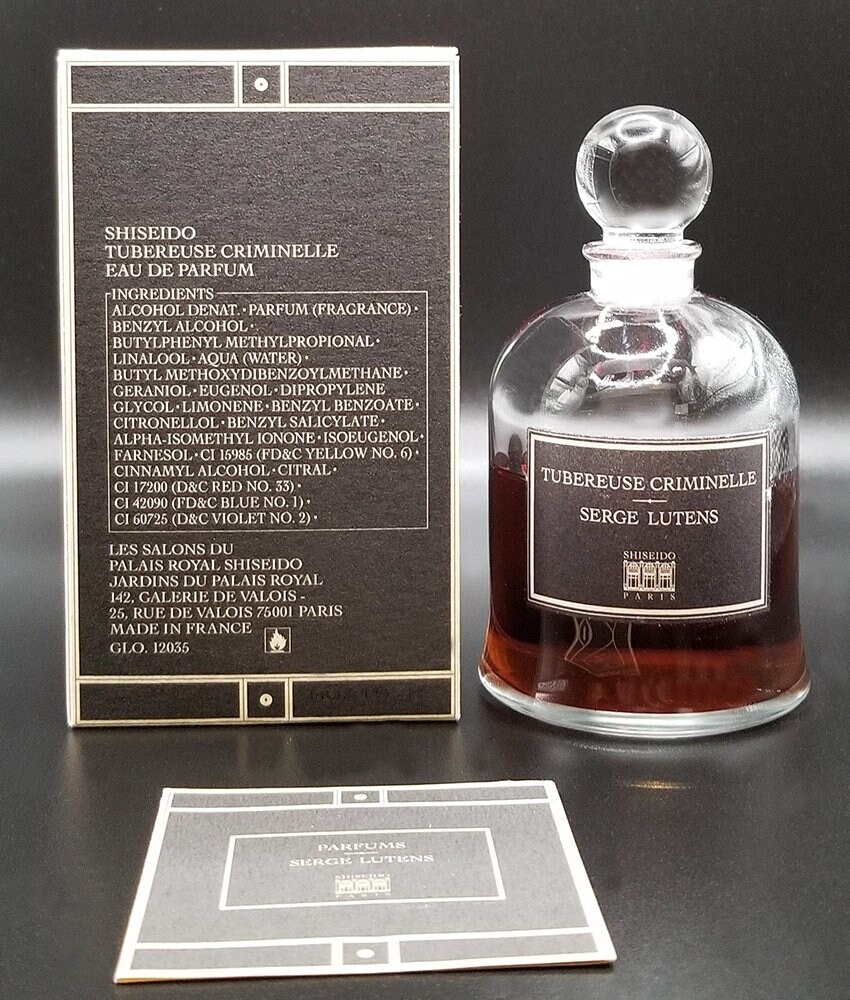 SHISEIDO
TUBEREUSE CRIMINELLE
EAU DE PARFUM
INGREDIENTS
ALCOHOL DENAT. • PARFUM (FRAGRANCE) •
BENZYL ALCOHOL •
BUTYLPHENYL METHYLPROPIONAL •
LINALOOL • AQUA (WATER) •
BUTYL METHOXYDIBENZOYLMETHANE •
GERANIOL • EUGENOL • DIPROPYLENE
GLYCOL • LIMONENE • BENZYL BENZOATE •
CITRONELLOL • BENZYL SALICYLATE •
ALPHA-ISOMETHYL IONONE • ISOEUGENOL •
FARNESOL • CI 15985 (FD&C YELLOW NO. 6) •
CINNAMYL ALCOHOL • CITRAL •
CI 17200 (D&C RED NO. 33) •
CI 42090 (FD&C BLUE NO. 1) •
CI 60725 (D&C VIOLET NO. 2) •
LES SALONS DU
PALAIS ROYAL SHISEIDO
JARDINS DU PALAIS ROYAL
142, GALERIE DE VALOIS -
25, RUE DE VALOIS 75001 PARIS
MADE IN FRANCE
GLO. 12035
TUBEREUSE CRIMINELLE
SERGE LUTENS
SHISEIDO
PARIS
PARFUMS
SERGE LUTENS
SHISEIDO
PARIS